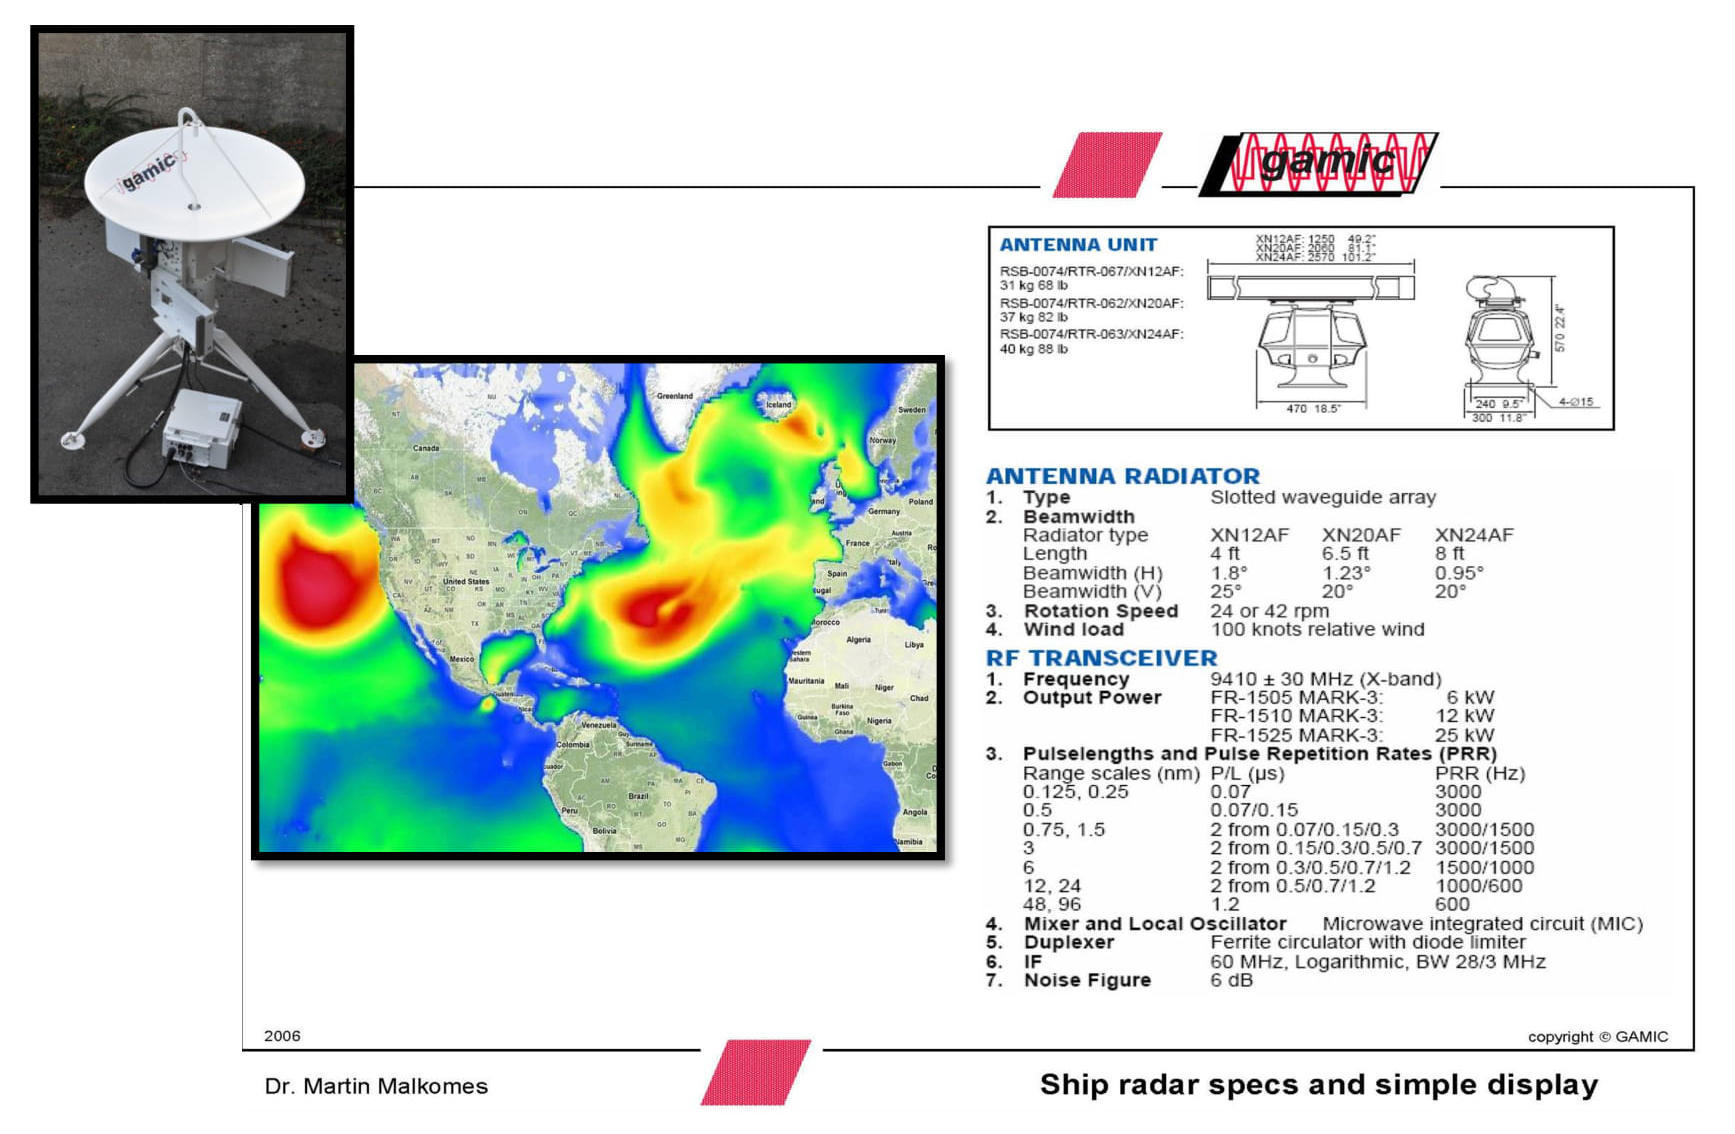 gamic
gamic
ANTENNA UNIT
XN12AF: 1250 49.2"
XN20AF: 2060 81.1"
XN24AF: 2570 101.2"
RSB-0074/RTR-067/XN12AF:
31 kg 68 lb
RSB-0074/RTR-062/XN20AF:
37 kg 82 lb
RSB-0074/RTR-063/XN24AF:
40 kg 88 lb
570 22.4"
470 18.5"
240 9.5"
300 11.8"
4-Ø15
Greenland
Iceland
Sweden
Norway
Canada
Poland
Germany
Austria
France
Spain
United States
Algeria
Libya
Mexico
Mauritania
Mali
Niger
Chad
Burkina
Faso
Guinea
Nigeria
Ghana
Venezuela
Colombia
Suriname
Gabon
Peru
Brazil
Bolivia
Angola
ANTENNA RADIATOR
1. Type Slotted waveguide array
2. Beamwidth
Radiator type XN12AF XN20AF XN24AF
Length 4 ft 6.5 ft 8 ft
Beamwidth (H) 1.8° 1.23° 0.95°
Beamwidth (V) 25° 20° 20°
3. Rotation Speed 24 or 42 rpm
4. Wind load 100 knots relative wind
RF TRANSCEIVER
1. Frequency 9410 ± 30 MHz (X-band)
2. Output Power FR-1505 MARK-3: 6 kW
FR-1510 MARK-3: 12 kW
FR-1525 MARK-3: 25 kW
3. Pulselengths and Pulse Repetition Rates (PRR)
Range scales (nm) P/L (µs) PRR (Hz)
0.125, 0.25 0.07 3000
0.5 0.07/0.15 3000
0.75, 1.5 2 from 0.07/0.15/0.3 3000/1500
3 2 from 0.15/0.3/0.5/0.7 3000/1500
6 2 from 0.3/0.5/0.7/1.2 1500/1000
12, 24 2 from 0.5/0.7/1.2 1000/600
48, 96 1.2 600
4. Mixer and Local Oscillator Microwave integrated circuit (MIC)
5. Duplexer Ferrite circulator with diode limiter
6. IF 60 MHz, Logarithmic, BW 28/3 MHz
7. Noise Figure 6 dB
2006
copyright © GAMIC
Dr. Martin Malkomes
Ship radar specs and simple display